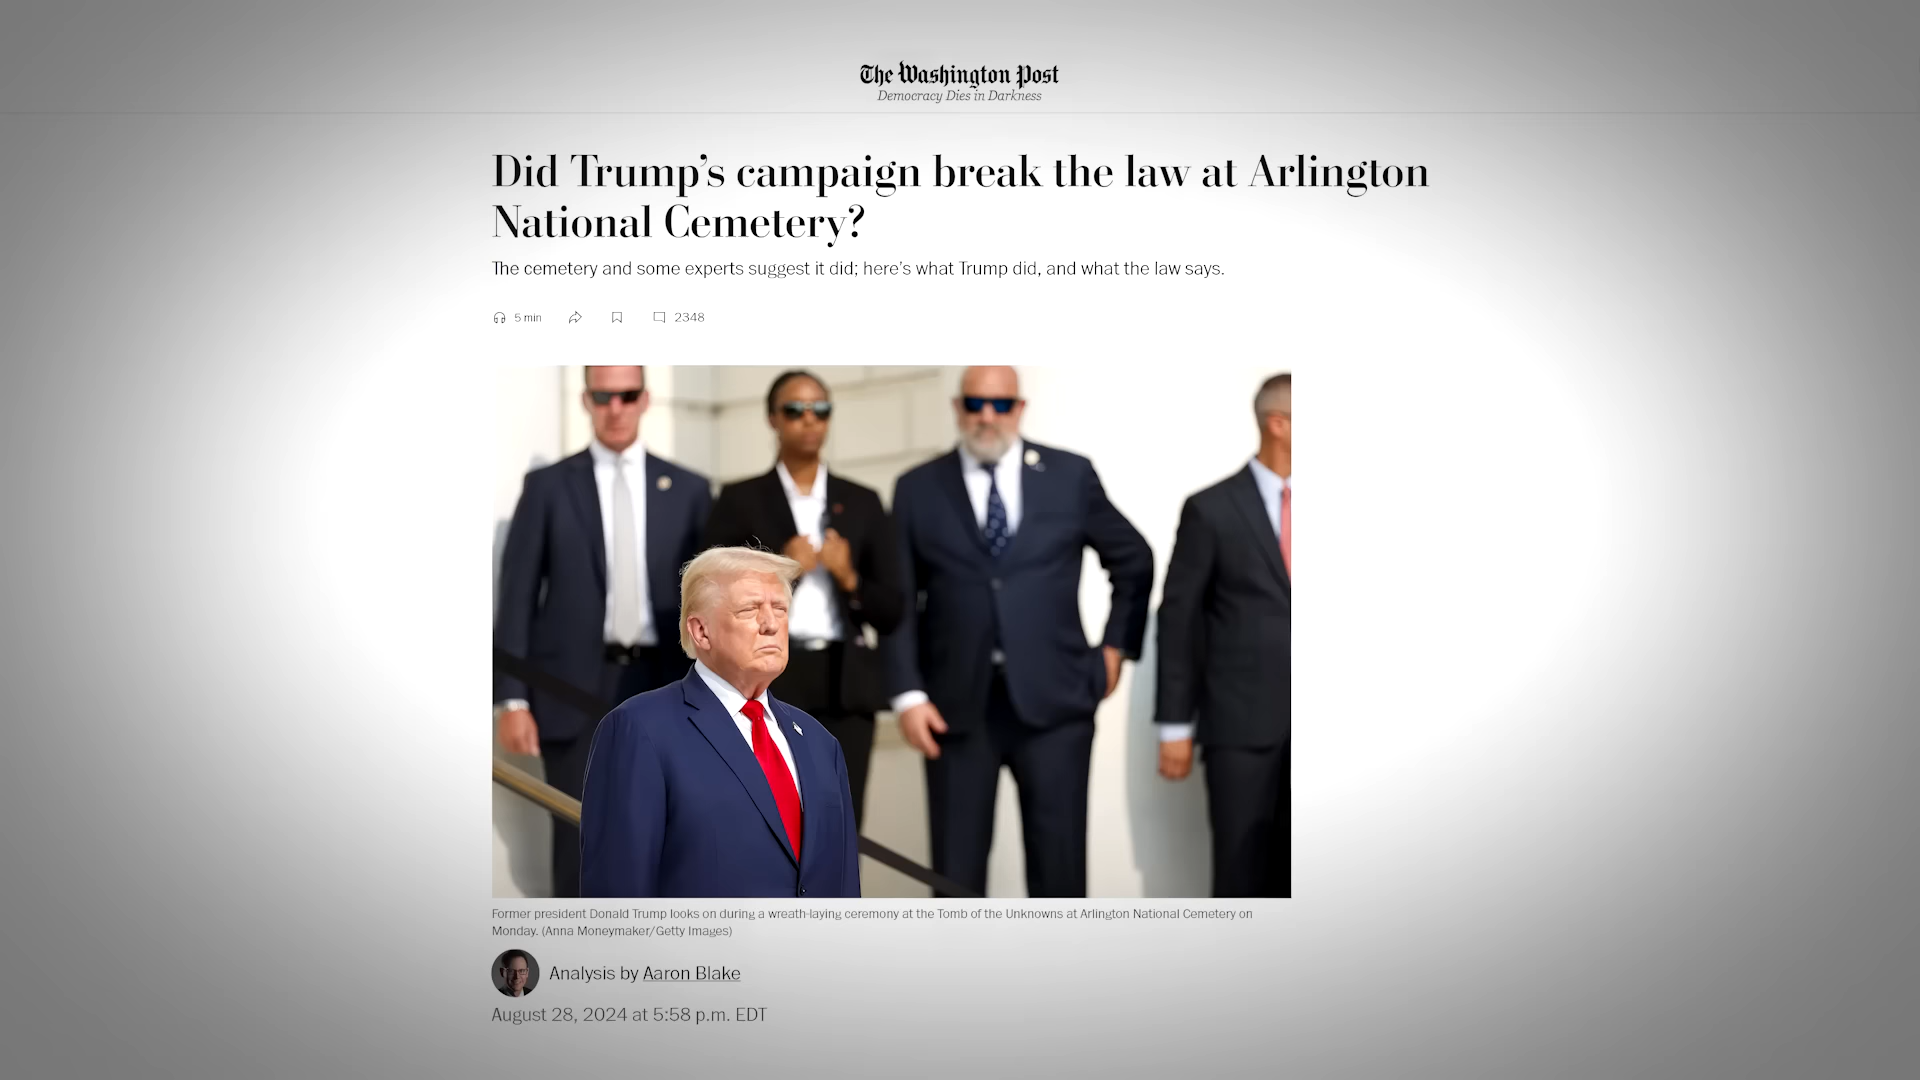 The Washington Post
Democracy Dies in Darkness
Did Trump’s campaign break the law at Arlington
National Cemetery?
The cemetery and some experts suggest it did; here’s what Trump did, and what the law says.
5 min
2348
Former president Donald Trump looks on during a wreath-laying ceremony at the Tomb of the Unknowns at Arlington National Cemetery on
Monday. (Anna Moneymaker/Getty Images)
Analysis by Aaron Blake
August 28, 2024 at 5:58 p.m. EDT